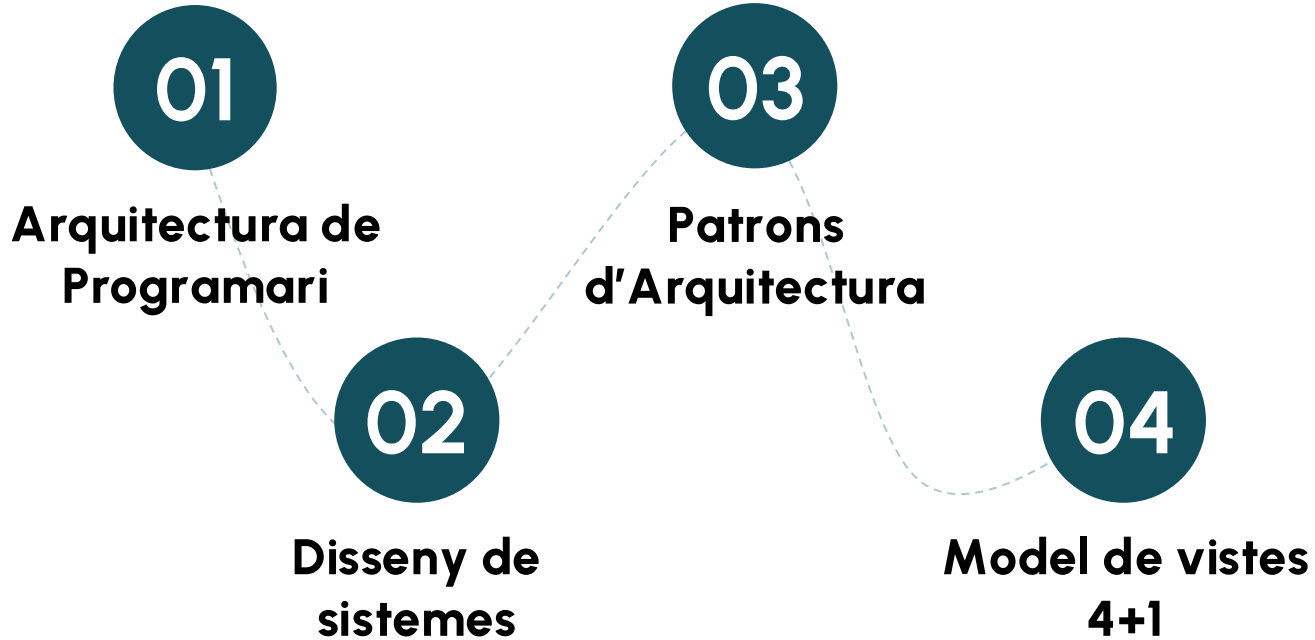 01
Arquitectura de
Programari
02
Disseny de
sistemes
03
Patrons
d'Arquitectura
04
Model de vistes
4+1